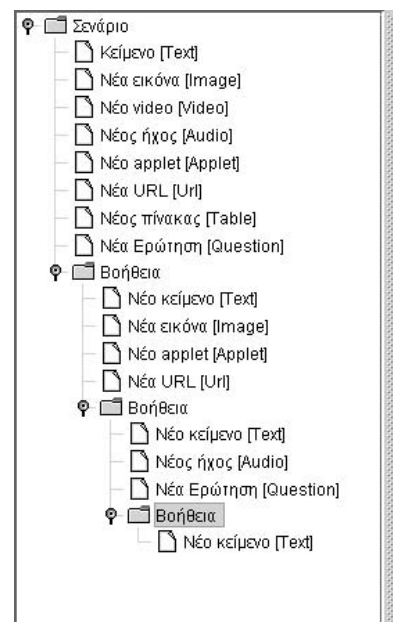 Σενάριο
Κείμενο [Text]
Νέα εικόνα [Image]
Νέο video [Video]
Νέος ήχος [Audio]
Νέο applet [Applet]
Νέα URL [Url]
Νέος πίνακας [Table]
Νέα Ερώτηση [Question]
Βοήθεια
Νέο κείμενο [Text]
Νέα εικόνα [Image]
Νέο applet [Applet]
Νέα URL [Url]
Βοήθεια
Νέο κείμενο [Text]
Νέος ήχος [Audio]
Νέα Ερώτηση [Question]
Βοήθεια
Νέο κείμενο [Text]